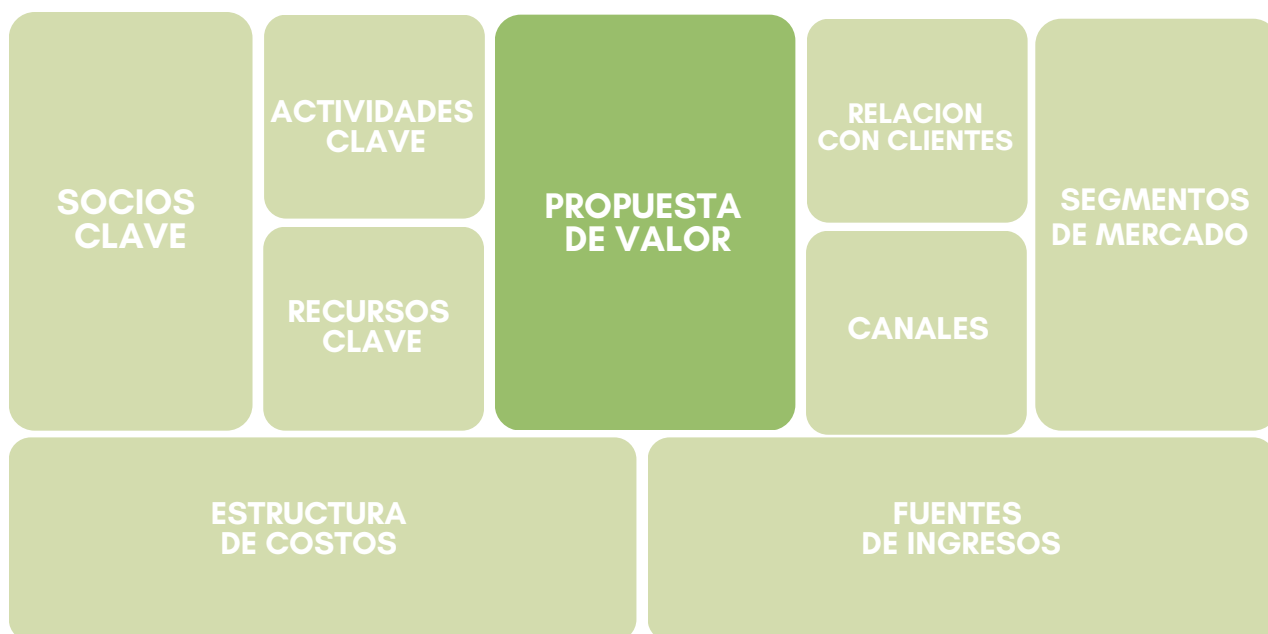 SOCIOS
CLAVE
ACTIVIDADES
CLAVE
RECURSOS
CLAVE
PROPUESTA
DE VALOR
RELACION
CON CLIENTES
CANALES
SEGMENTOS
DE MERCADO
ESTRUCTURA
DE COSTOS
FUENTES
DE INGRESOS